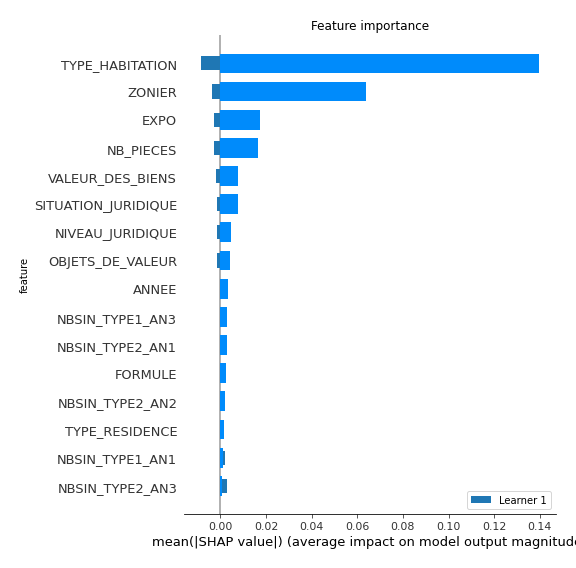 Feature importance
TYPE_HABITATION
ZONIER
EXPO
NB_PIECES
VALEUR_DES_BIENS
SITUATION_JURIDIQUE
NIVEAU_JURIDIQUE
OBJETS_DE_VALEUR
ANNEE
NBSIN_TYPE1_AN3
NBSIN_TYPE2_AN1
FORMULE
NBSIN_TYPE2_AN2
TYPE_RESIDENCE
NBSIN_TYPE1_AN1
NBSIN_TYPE2_AN3
feature
Learner 1
0.00 0.02 0.04 0.06 0.08 0.10 0.12 0.14
mean(|SHAP value|) (average impact on model output magnitude